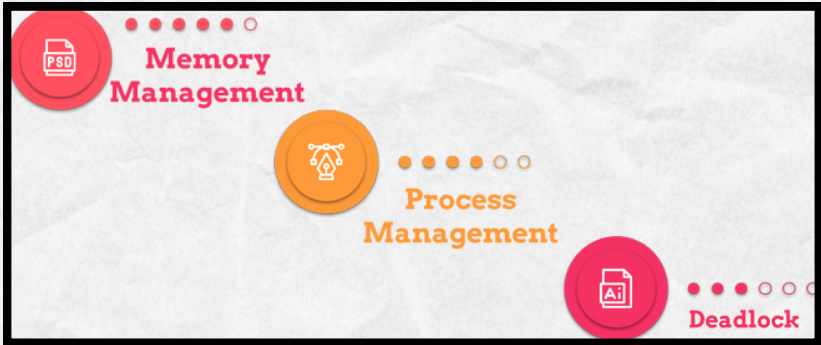 PSD
Memory
Management
Process
Management
Ai
Deadlock